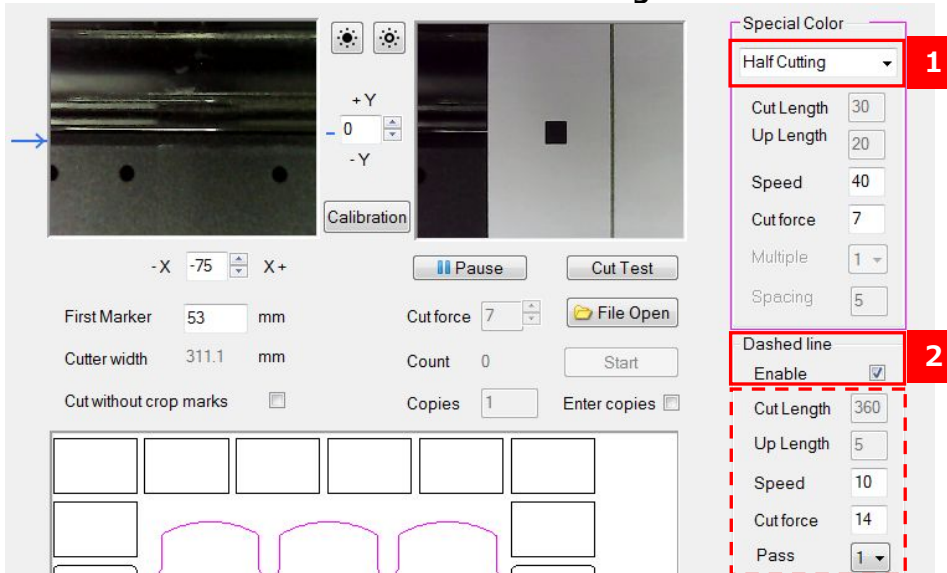 Special Color
Half Cutting
1
Cut Length 30
Up Length 20
Speed 40
Cut force 7
Multiple 1
Spacing 5
+ Y
0
- Y
Calibration
- X -75 X +
Pause
Cut Test
First Marker 53 mm
Cut force 7
File Open
Cutter width 311.1 mm
Count 0
Start
Cut without crop marks
Copies 1
Enter copies
Dashed line
2
Enable
Cut Length 360
Up Length 5
Speed 10
Cut force 14
Pass 1